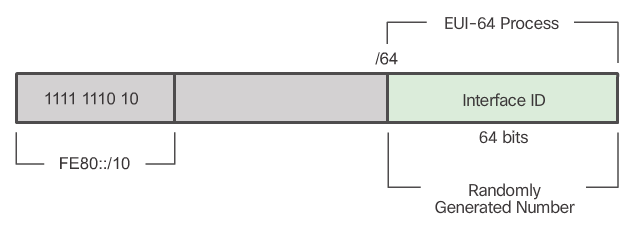 EUI-64 Process
/64
1111 1110 10
Interface ID
64 bits
FE80::/10
Randomly
Generated Number